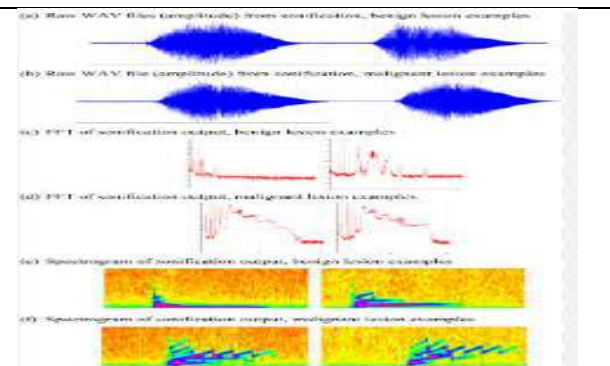 (a) Raw WAV files (amplitude) from sonification, benign lesion examples
(b) Raw WAV file (amplitude) from sonification, malignant lesion examples
(c) FFT of sonification output, benign lesion examples
(d) FFT of sonification output, malignant lesion examples
(e) Spectrogram of sonification output, benign lesion examples
(f) Spectrogram of sonification output, malignant lesion examples